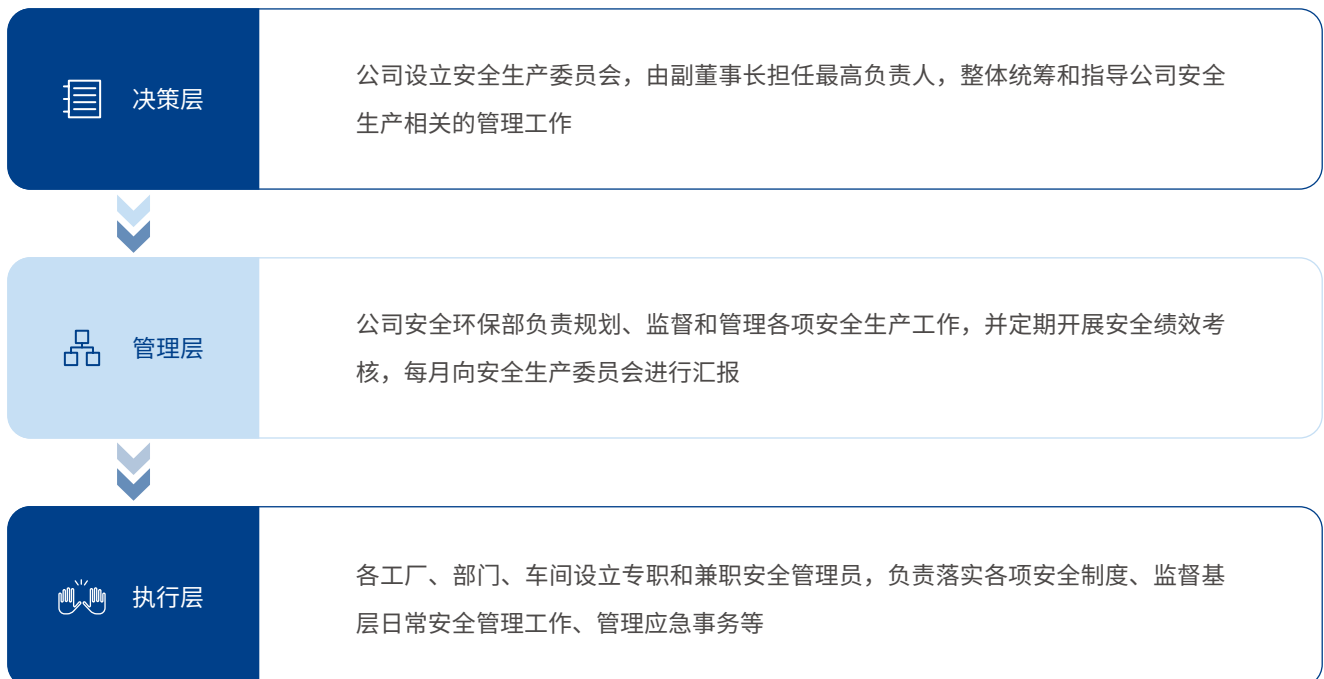 决策层
公司设立安全生产委员会，由副董事长担任最高负责人，整体统筹和指导公司安全
生产相关的管理工作
管理层
公司安全环保部负责规划、监督和管理各项安全生产工作，并定期开展安全绩效考
核，每月向安全生产委员会进行汇报
执行层
各工厂、部门、车间设立专职和兼职安全管理员，负责落实各项安全制度、监督基
层日常安全管理工作、管理应急事务等